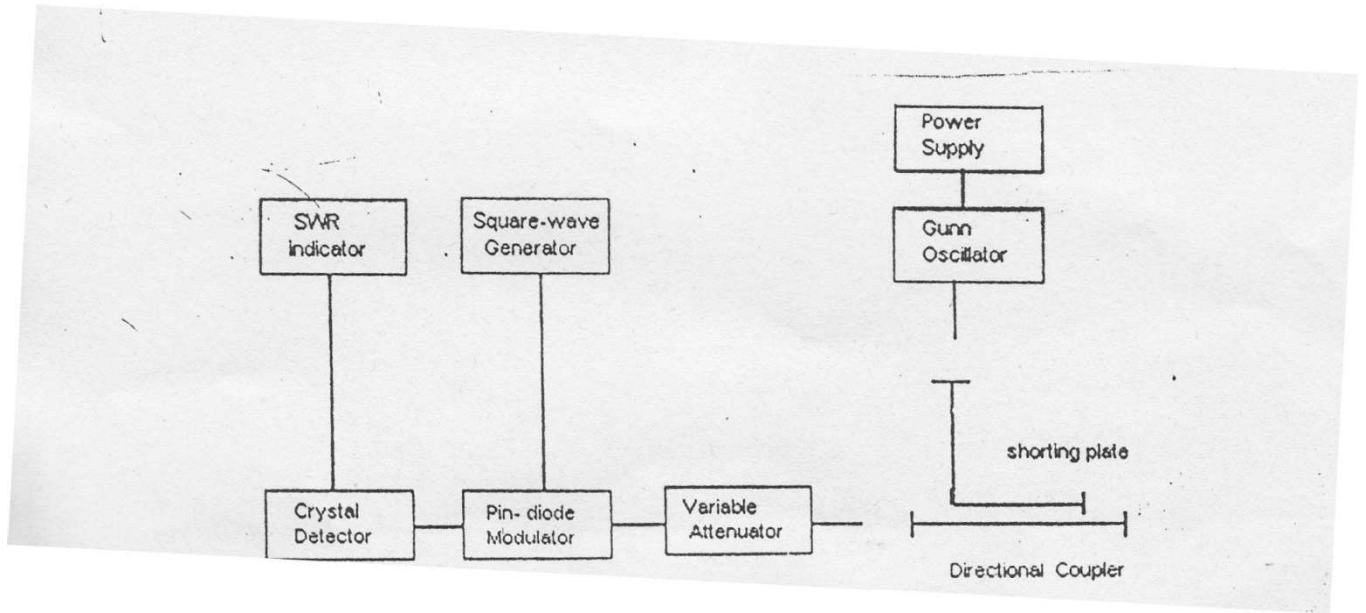 Power
Supply
SWR
indicator
Square-wave
Generator
Gunn
Oscillator
shorting plate
Crystal
Detector
Pin- diode
Modulator
Variable
Attenuator
Directional Coupler